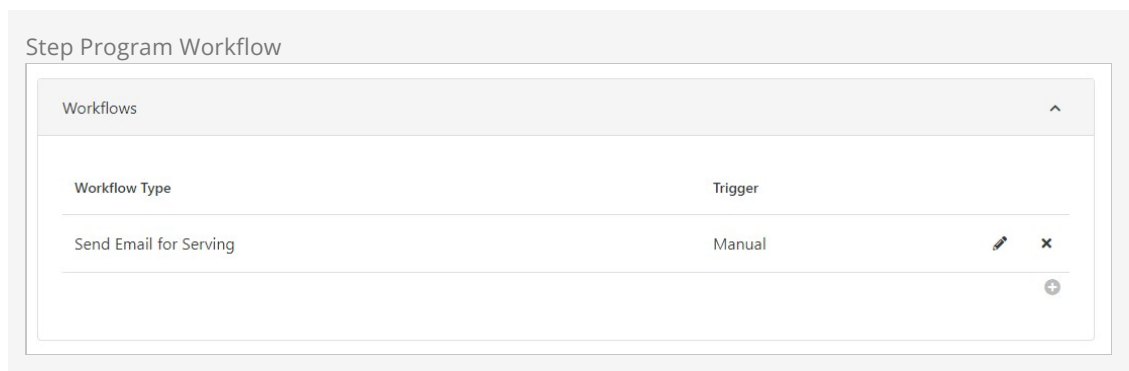 Step Program Workflow
Workflows
Workflow Type Trigger
Send Email for Serving Manual